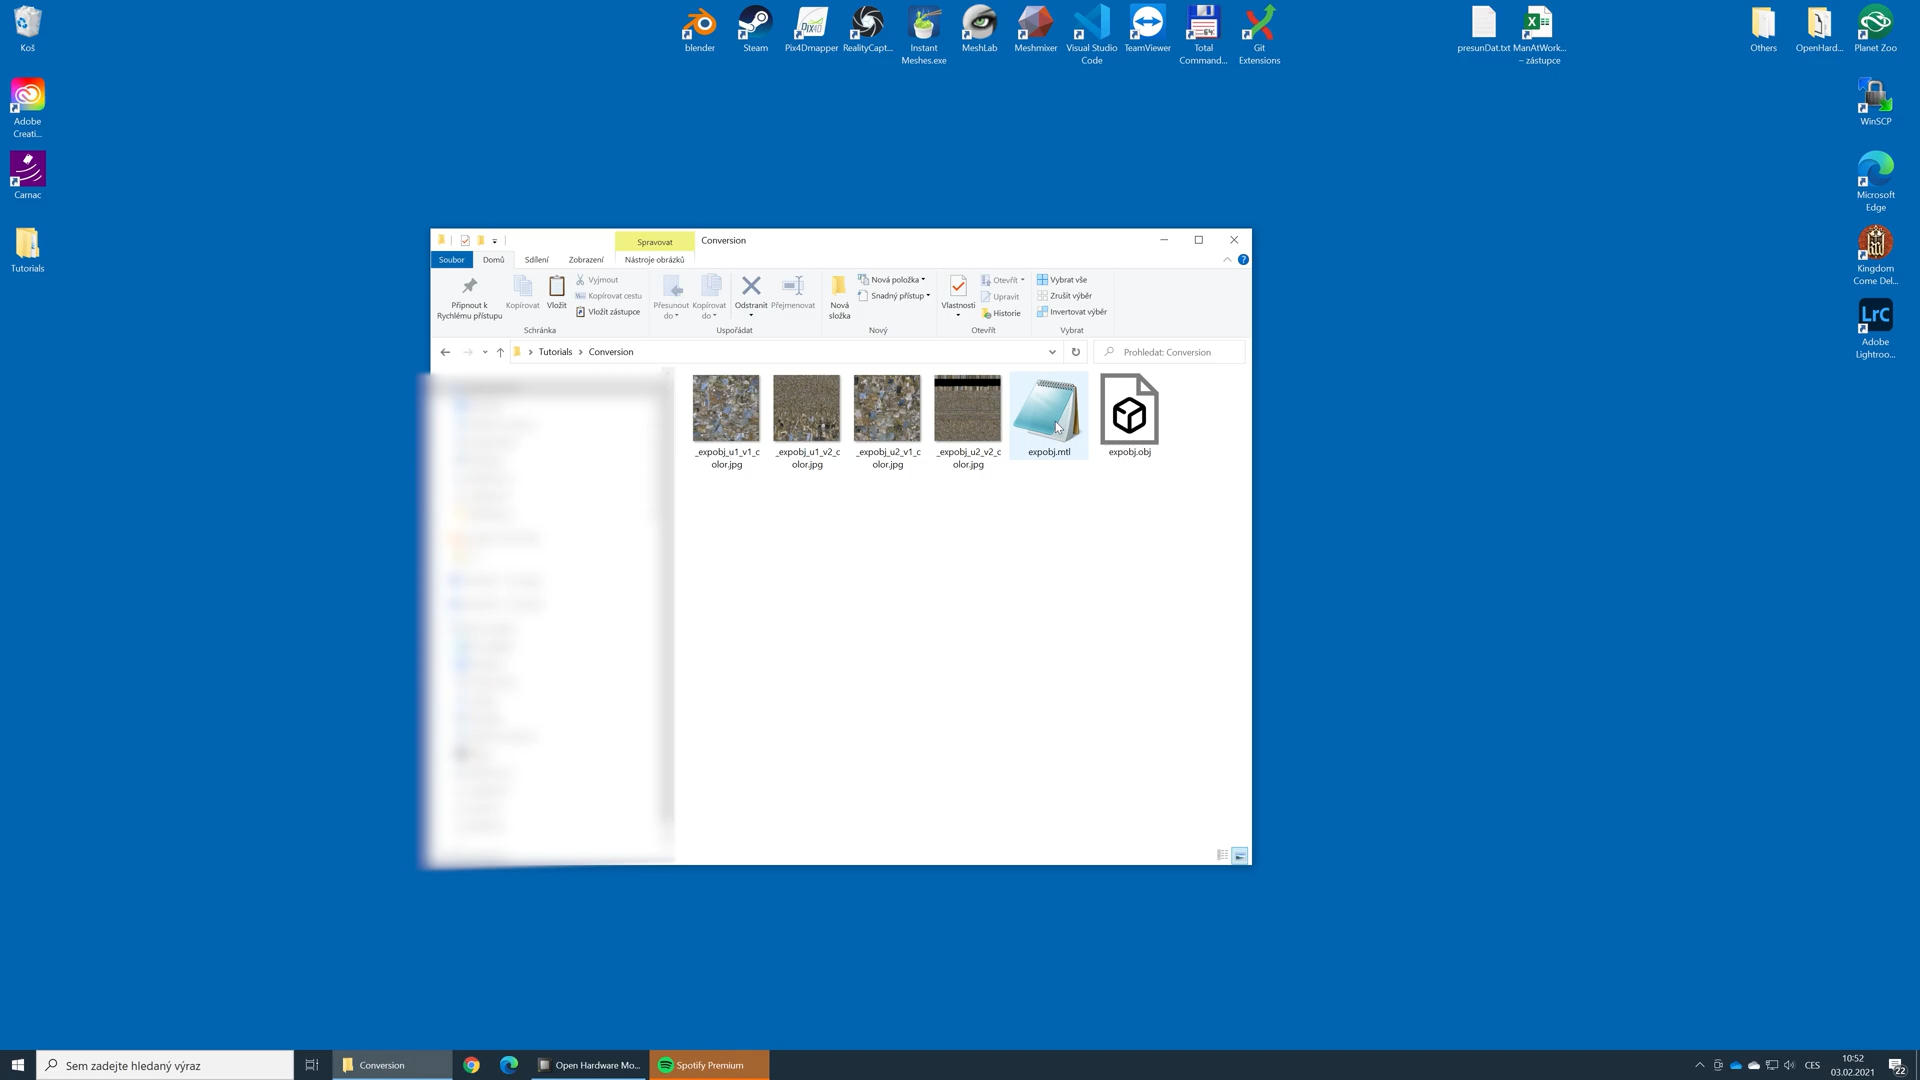 Koš
Adobe
Creati...
Carnac
Tutorials
blender
Steam
Pix4Dmapper
RealityCapt...
Instant
Meshes.exe
MeshLab
Meshmixer
Visual Studio
Code
TeamViewer
Total
Command...
Git
Extensions
presunDat.txt
ManAtWork...
– zástupce
Others
OpenHard...
Planet Zoo
WinSCP
Microsoft
Edge
Kingdom
Come Del...
LrC
Adobe
Lightroo...
Spravovat
Conversion
Soubor
Domů
Sdílení
Zobrazení
Nástroje obrázků
Připnout k
Rychlému přístupu
Kopírovat
Vložit
Vyjmout
Kopírovat cestu
Vložit zástupce
Schránka
Přesunout
do
Kopírovat
do
Odstranit
Přejmenovat
Uspořádat
Nová
složka
Nová položka
Snadný přístup
Nový
Vlastnosti
Otevřít
Upravit
Historie
Otevřít
Vybrat vše
Zrušit výběr
Invertovat výběr
Vybrat
Tutorials
Conversion
Prohledat: Conversion
_expobj_u1_v1_c
olor.jpg
_expobj_u1_v2_c
olor.jpg
_expobj_u2_v1_c
olor.jpg
_expobj_u2_v2_c
olor.jpg
expobj.mtl
expobj.obj
Sem zadejte hledaný výraz
Conversion
Open Hardware Mo...
Spotify Premium
CES
10:52
03.02.2021
22